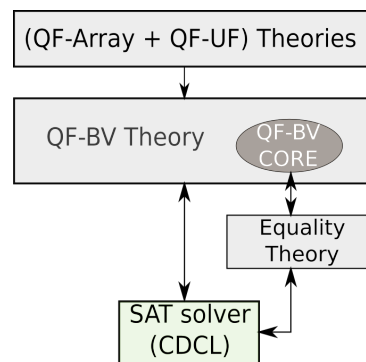 (QF-Array + QF-UF) Theories
QF-BV Theory
QF-BV
CORE
Equality
Theory
SAT solver
(CDCL)